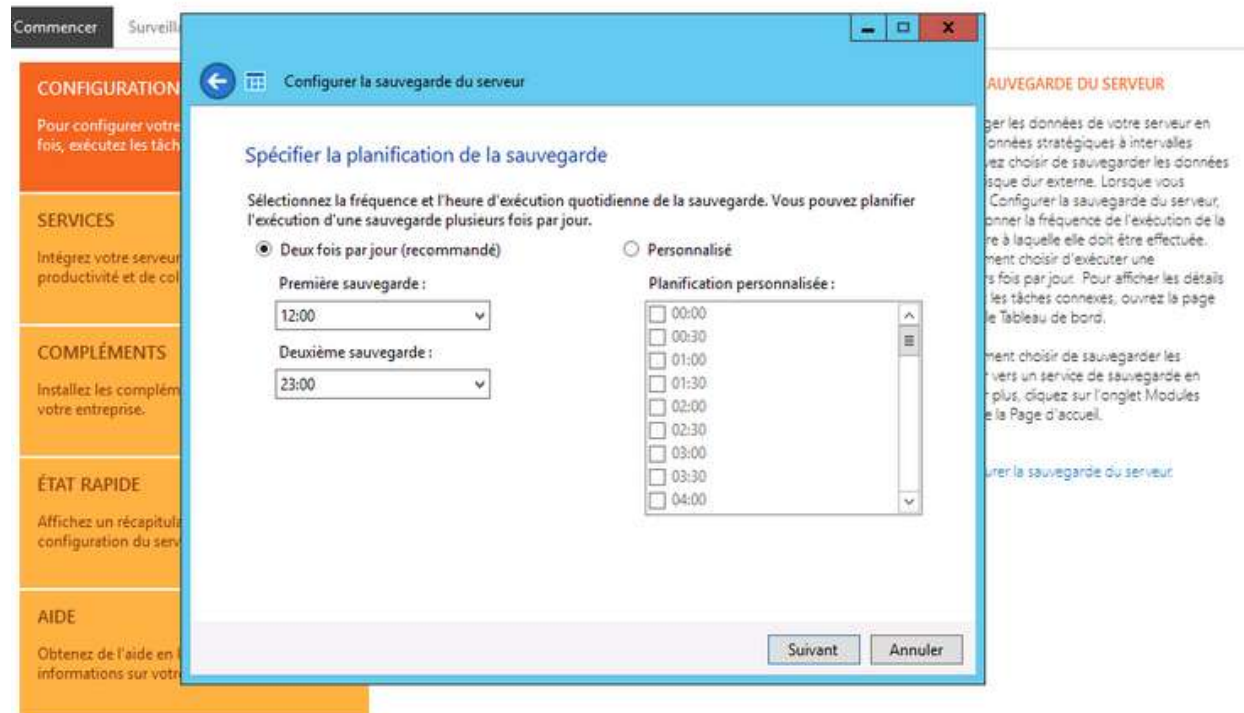 Commencer
Surveill
Configurer la sauvegarde du serveur
CONFIGURATION
Pour configurer votre
fois, exécutez les tâch
SERVICES
Intégrez votre serveur
productivité et de col
COMPLÉMENTS
Installez les complém
votre entreprise.
ÉTAT RAPIDE
Affichez un récapitula
configuration du serv
AIDE
Obtenez de l'aide en l
informations sur votr
Spécifier la planification de la sauvegarde
Sélectionnez la fréquence et l'heure d'exécution quotidienne de la sauvegarde. Vous pouvez planifier
l'exécution d'une sauvegarde plusieurs fois par jour.
Deux fois par jour (recommandé)
Première sauvegarde :
12:00
Deuxième sauvegarde :
23:00
Personnalisé
Planification personnalisée :
00:00
00:30
01:00
01:30
02:00
02:30
03:00
03:30
04:00
Suivant
Annuler
AUVEGARDE DU SERVEUR
ger les données de votre serveur en
onnées stratégiques à intervalles
vez choisir de sauvegarder les données
isque dur externe. Lorsque vous
Configurer la sauvegarde du serveur,
onner la fréquence de l'exécution de la
re à laquelle elle doit être effectuée.
ment choisir d'exécuter une
s fois par jour. Pour afficher les détails
les tâches connexes, ouvrez la page
le Tableau de bord.
ment choisir de sauvegarder les
vers un service de sauvegarde en
plus, cliquez sur l'onglet Modules
e la Page d'accueil.
urer la sauvegarde du serveur.